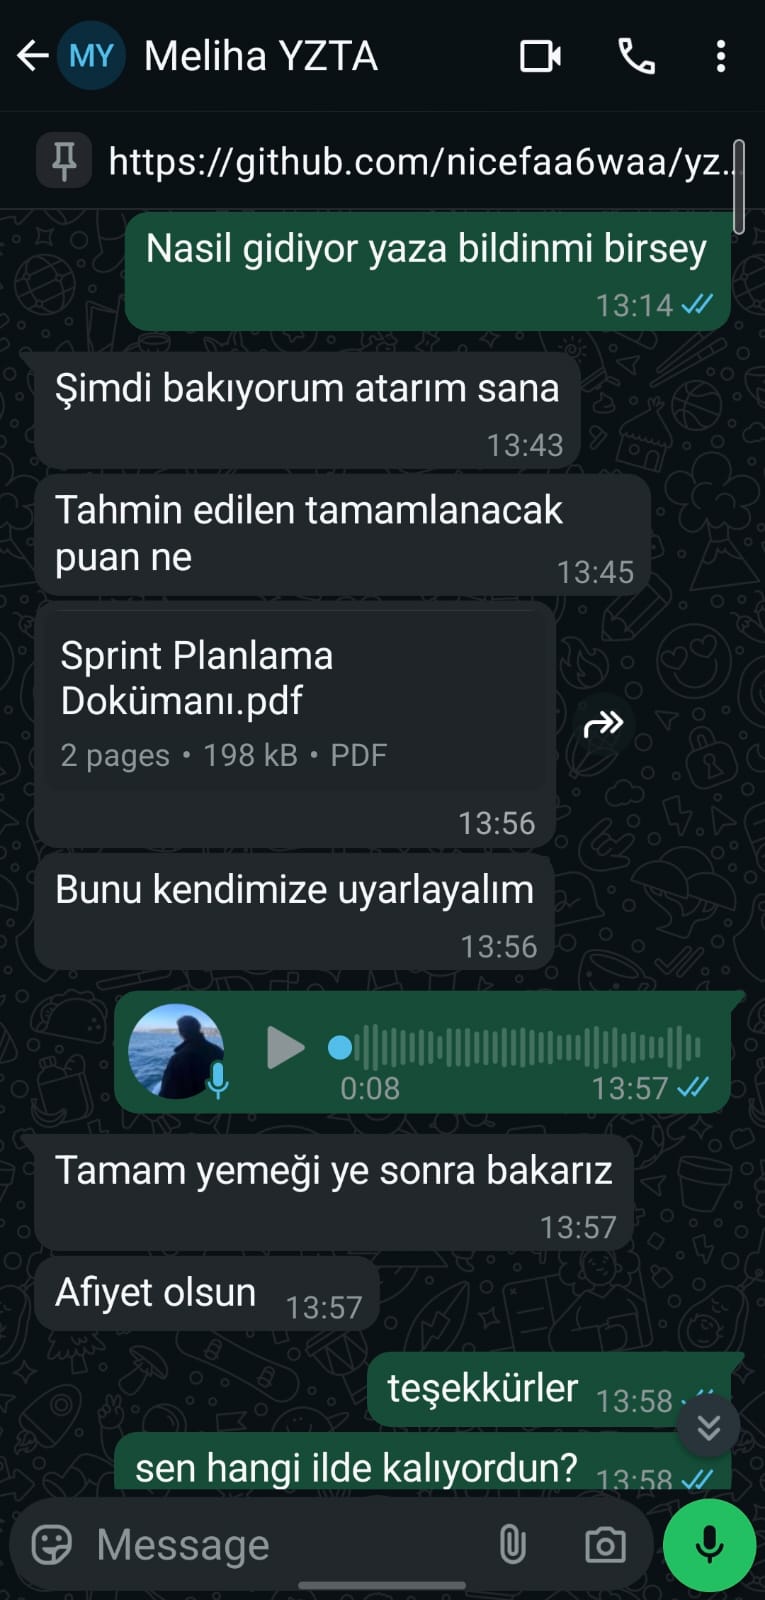 MY Meliha YZTA
https://github.com/nicefaa6waa/yz...
Nasil gidiyor yaza bildinmi birsey
13:14
Şimdi bakıyorum atarım sana
13:43
Tahmin edilen tamamlanacak
puan ne
13:45
Sprint Planlama
Dokümanı.pdf
2 pages • 198 kB • PDF
13:56
Bunu kendimize uyarlayalım
13:56
0:08 13:57
Tamam yemeği ye sonra bakarız
13:57
Afiyet olsun 13:57
teşekkürler 13:58
sen hangi ilde kalıyordun? 13:58
Message